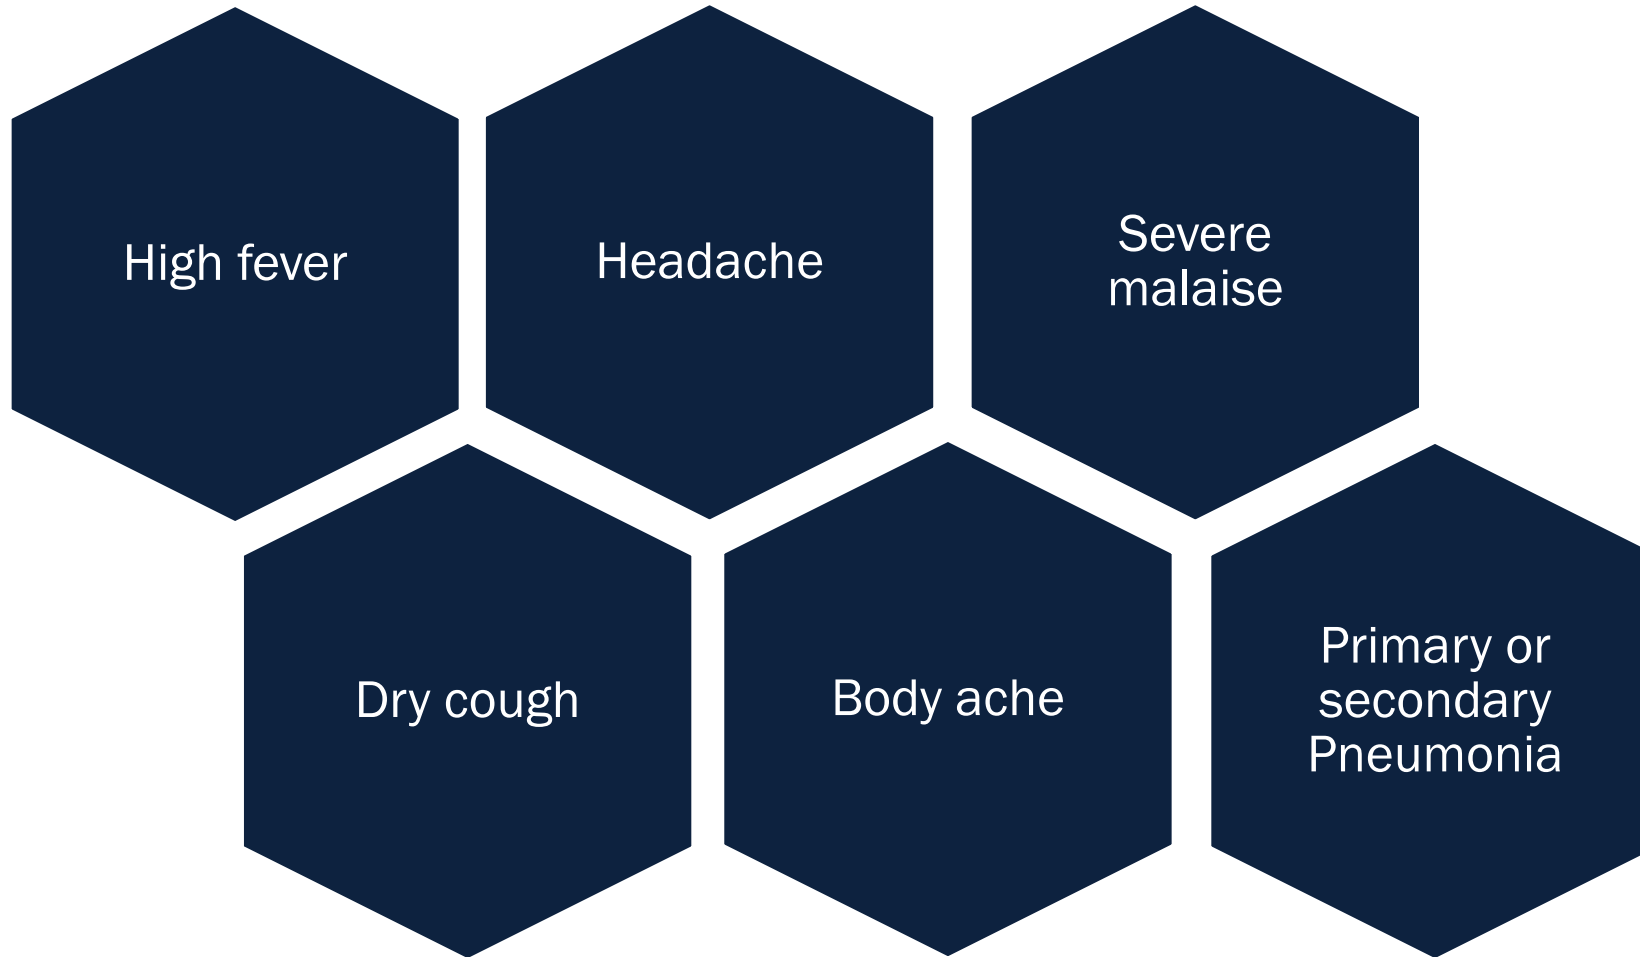 High fever
Headache
Severe
malaise
Dry cough
Body ache
Primary or
secondary
Pneumonia